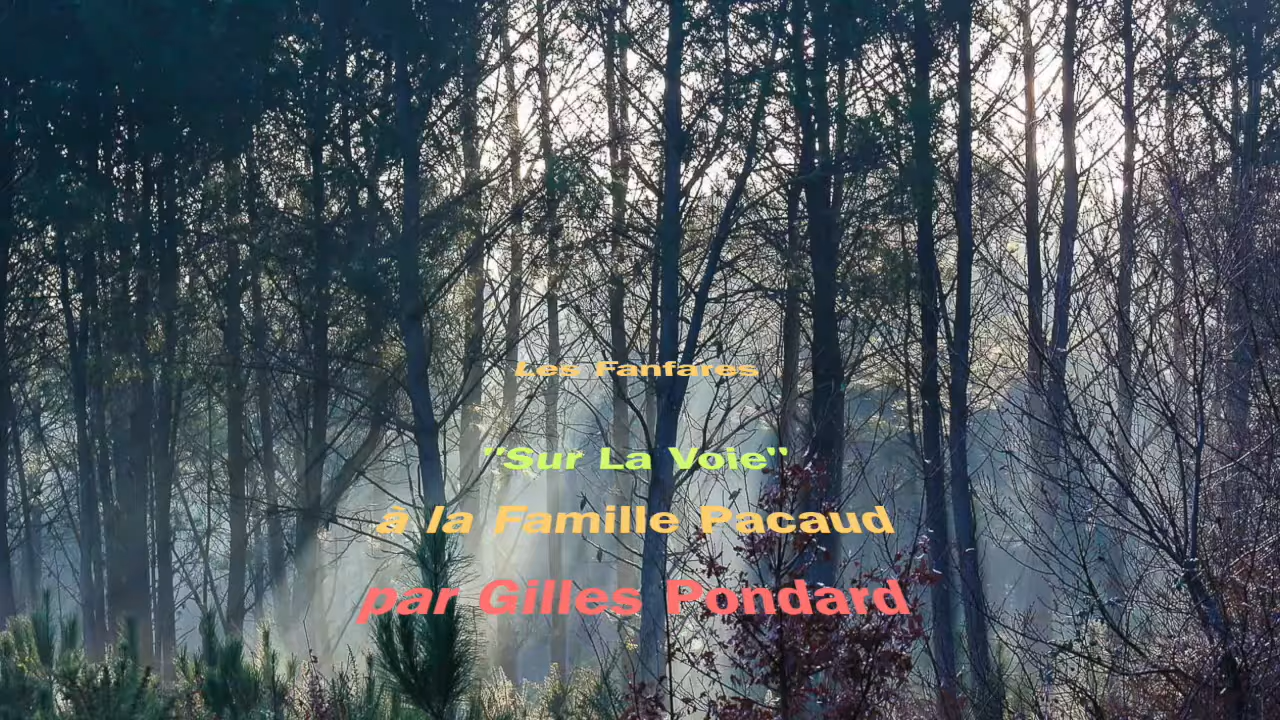 Les Fanfares
"Sur La Voie"
à la Famille Pacaud
par Gilles Pondard